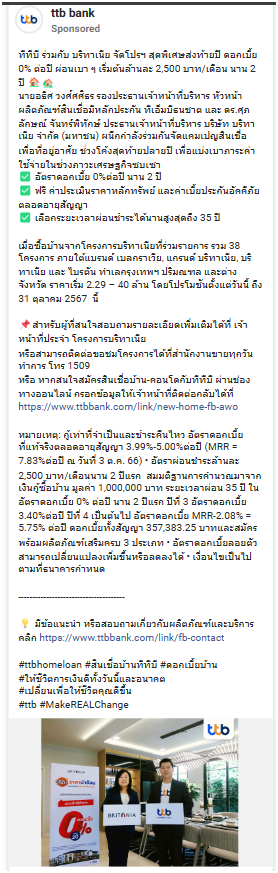 ttb bank
Sponsored
ทีทีบี ร่วมกับ บริทาเนีย จัดโปรฯ สุดพิเศษส่งท้ายปี ดอกเบี้ย
0% ต่อปี ผ่อนเบา ๆ เริ่มต้นล้านละ 2,500 บาท/เดือน นาน 2
ปี 🏠 🏠
นายอธิศ วงศ์ศศิธร รองประธานเจ้าหน้าที่บริหาร หัวหน้า
ผลิตภัณฑ์สินเชื่อมีหลักประกัน ทีเอ็มบีธนชาต และ ดร.ศุภ
ลักษณ์ จันทร์พิทักษ์ ประธานเจ้าหน้าที่บริหาร บริษัท บริทา
เนีย จำกัด (มหาชน) ผนึกกำลังร่วมกันจัดแคมเปญสินเชื่อ
เพื่อที่อยู่อาศัย ช่วงโค้งสุดท้ายปลายปี เพื่อแบ่งเบาภาระค่า
ใช้จ่ายในช่วงภาวะเศรษฐกิจซบเซา
✅ อัตราดอกเบี้ย 0%ต่อปี นาน 2 ปี
✅ ฟรี ค่าประเมินราคาหลักทรัพย์ และค่าเบี้ยประกันอัคคีภัย
ตลอดอายุสัญญา
✅ เลือกระยะเวลาผ่อนชำระได้นานสูงสุดถึง 35 ปี
เมื่อซื้อบ้านจากโครงการบริทาเนียที่ร่วมรายการ รวม 38
โครงการ ภายใต้แบรนด์ เบลกราเวีย, แกรนด์ บริทาเนีย, บริ
ทาเนีย และ ไบรตัน ทำเลกรุงเทพฯ ปริมณฑล และต่าง
จังหวัด ราคาเริ่ม 2.29 – 40 ล้าน โดยโปรโมชันตั้งแต่วันนี้ ถึง
31 ตุลาคม 2567 นี้
📌 สำหรับผู้ที่สนใจสอบถามรายละเอียดเพิ่มเติมได้ที่ เจ้า
หน้าที่ประจำ โครงการบริทาเนีย
หรือสามารถติดต่อขอชมโครงการได้ที่สำนักงานขายทุกวัน
ทำการ โทร 1509
หรือ หากสนใจสมัครสินเชื่อบ้าน-คอนโดกับทีทีบี ผ่านช่อง
ทางออนไลน์ กรอกข้อมูลให้เจ้าหน้าที่ติดต่อกลับได้ที่
https://www.ttbbank.com/link/new-home-fb-awo
หมายเหตุ: กู้เท่าที่จำเป็นและชำระคืนไหว อัตราดอกเบี้ย
ที่แท้จริงตลอดอายุสัญญา 3.99%-5.00%ต่อปี (MRR =
7.83%ต่อปี ณ วันที่ 3 ต.ค. 66) • อัตราผ่อนชำระล้านละ
2,500 บาท/เดือนนาน 2 ปีแรก สมมติฐานการคำนวณมาจาก
เงินกู้ซื้อบ้าน มูลค่า 1,000,000 บาท ระยะเวลาผ่อน 35 ปี ใน
อัตราดอกเบี้ย 0% ต่อปี นาน 2 ปีแรก ปีที่ 3 อัตราดอกเบี้ย
3.40%ต่อปี ปีที่ 4 เป็นต้นไป อัตราดอกเบี้ย MRR-2.08% =
5.75% ต่อปี ดอกเบี้ยทั้งสัญญา 357,383.25 บาทและสมัคร
พร้อมผลิตภัณฑ์เสริมครบ 3 ประเภท • อัตราดอกเบี้ยลอยตัว
สามารถเปลี่ยนแปลงเพิ่มขึ้นหรือลดลงได้ • เงื่อนไขเป็นไป
ตามที่ธนาคารกำหนด
-----------------------------------
💡 มีข้อแนะนำ หรือสอบถามเกี่ยวกับผลิตภัณฑ์และบริการ
คลิก https://www.ttbbank.com/link/fb-contact
#ttbhomeloan #สินเชื่อบ้านทีทีบี #ดอกเบี้ยบ้าน
#ให้ชีวิตการเงินดีทั้งวันนี้และอนาคต
#เปลี่ยนเพื่อให้ชีวิตคุณดีขึ้น
#ttb #MakeREALChange
ttb
BRITANIA
0%
BRITANIA
ttb